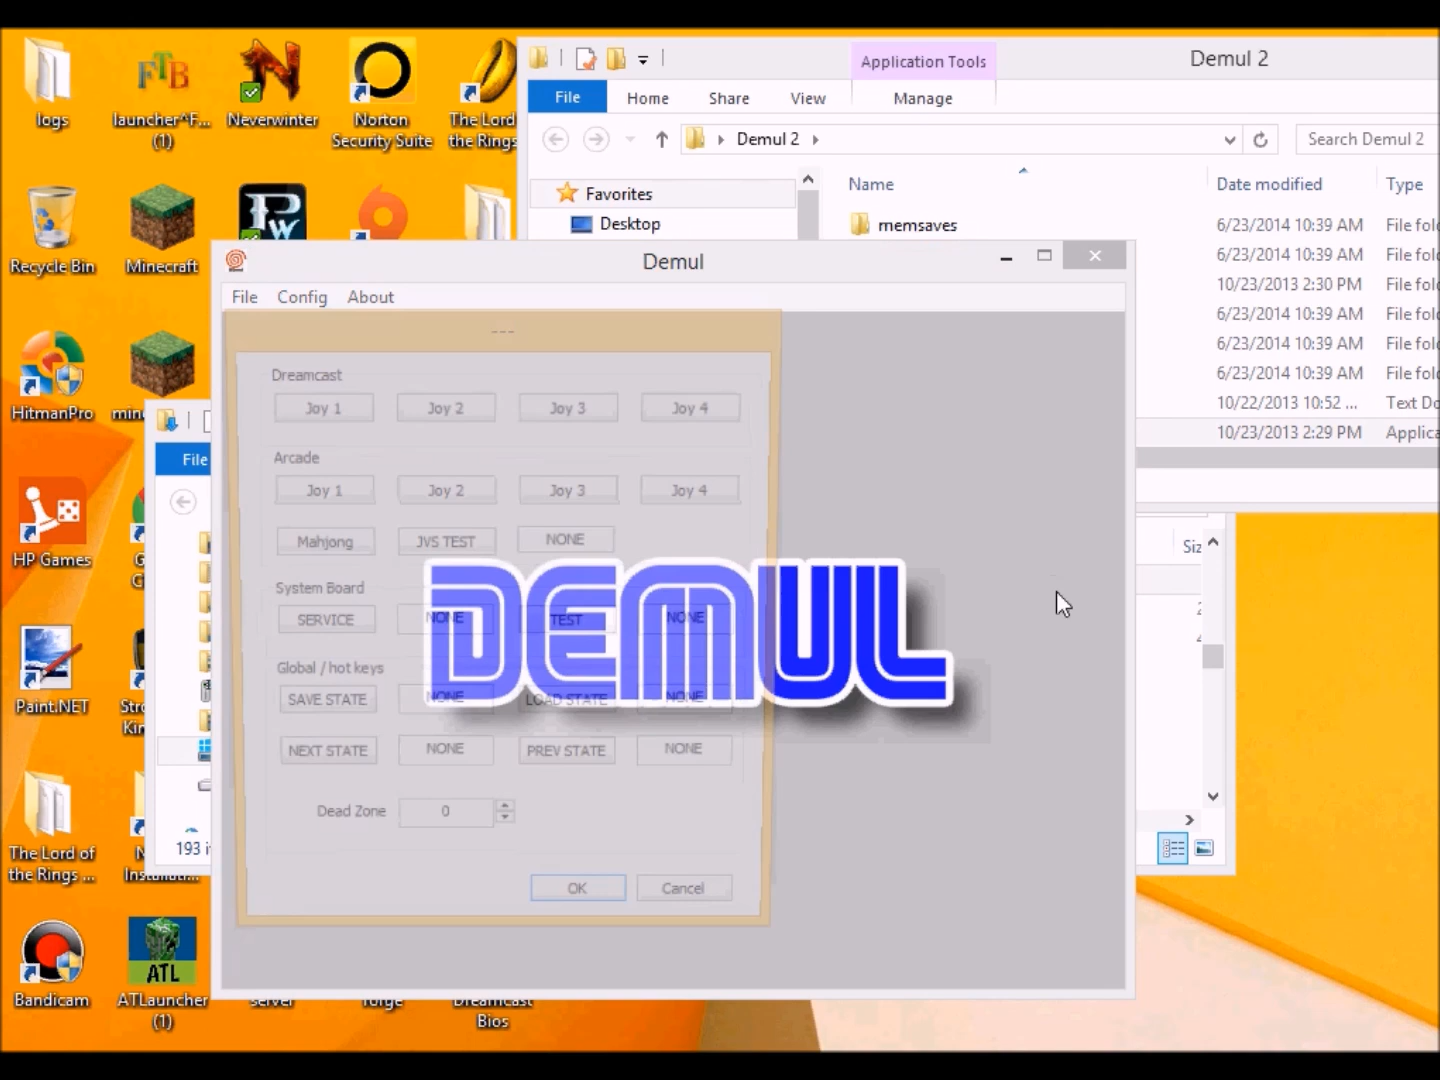 logs
launcher^F...
(1)
Neverwinter
Norton
Security Suite
The Lord
the Rings
Recycle Bin
Minecraft
HitmanPro
HP Games
Paint.NET
The Lord of
the Rings ...
Bandicam
ATL
ATLauncher
(1)
Bios
Demul 2
Application Tools
File
Home
Share
View
Manage
Demul 2
Search Demul 2
Favorites
Desktop
Name
Date modified
Type
memsaves
6/23/2014 10:39 AM
6/23/2014 10:39 AM
10/23/2013 2:30 PM
6/23/2014 10:39 AM
6/23/2014 10:39 AM
6/23/2014 10:39 AM
10/22/2013 10:52 ...
10/23/2013 2:29 PM
File
193
Demul
File
Config
About
---
Dreamcast
Joy 1
Joy 2
Joy 3
Joy 4
Arcade
Joy 1
Joy 2
Joy 3
Joy 4
Mahjong
JVS TEST
NONE
System Board
SERVICE
NONE
TEST
NONE
Global / hot keys
SAVE STATE
NONE
LOAD STATE
NONE
NEXT STATE
NONE
PREV STATE
NONE
Dead Zone
0
OK
Cancel
DEMUL